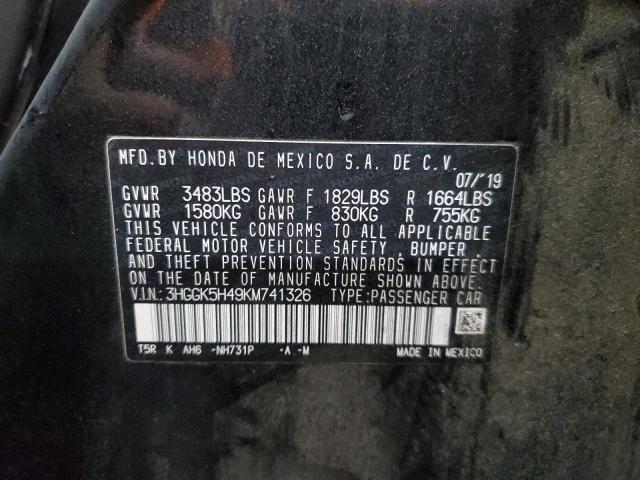 MFD.BY HONDA DE MEXICO S.A. DE C.V.
07/'19
GVWR 3483LBS GAWR F 1829LBS R 1664LBS
GVWR 1580KG GAWR F 830KG R 755KG
THIS VEHICLE CONFORMS TO ALL APPLICABLE
FEDERAL MOTOR VEHICLE SAFETY, BUMPER,
AND THEFT PREVENTION STANDARDS IN EFFECT
ON THE DATE OF MANUFACTURE SHOWN ABOVE.
V.I.N.: 3HGGK5H49KM741326 TYPE:PASSENGER CAR
T5R K AH6 -NH731P -A -M MADE IN MEXICO